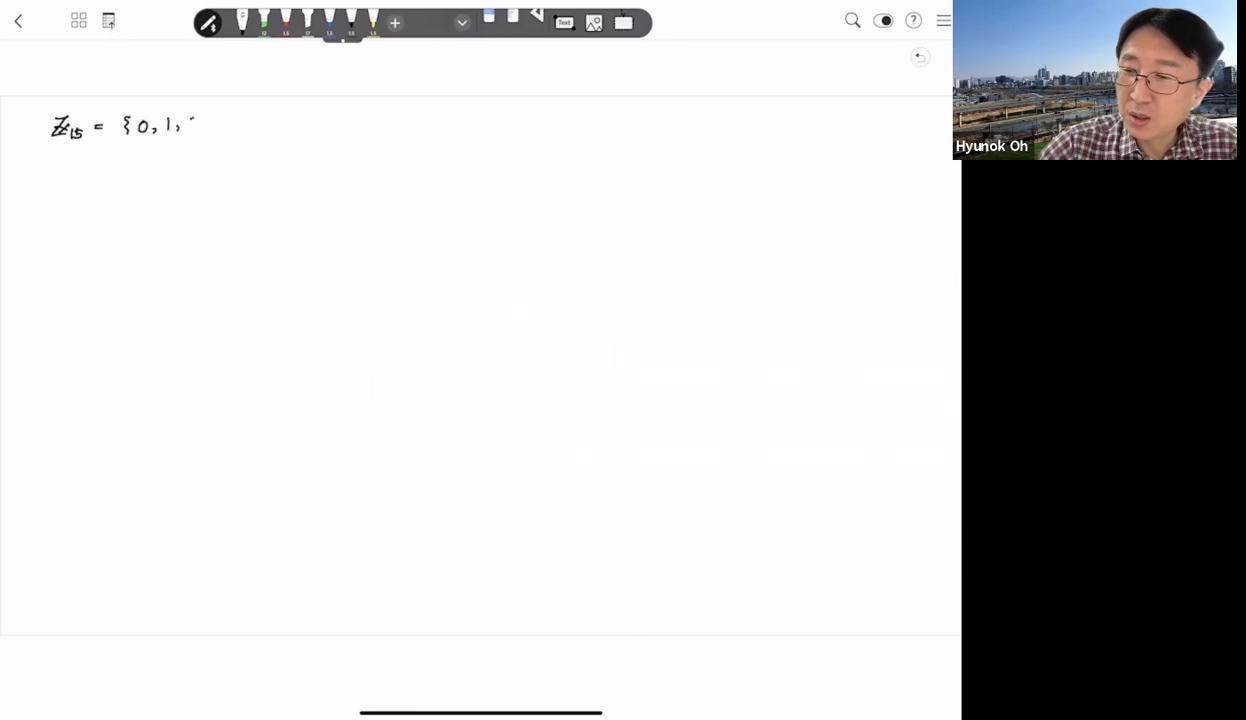 Text
ℤ₁₅ = {0, 1,
Hyunok Oh